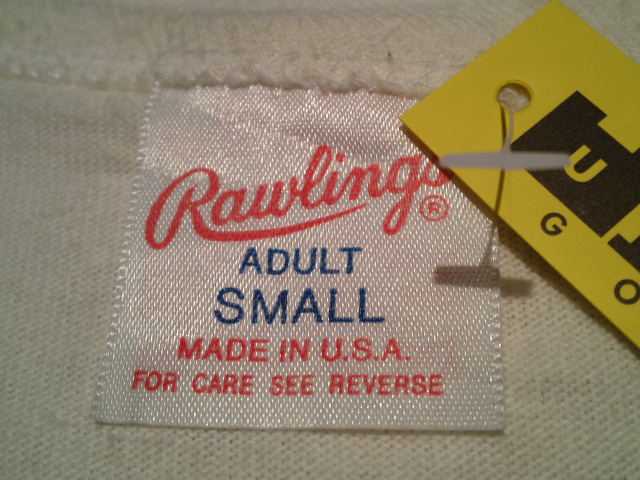 Rawlings®
ADULT
SMALL
MADE IN U.S.A.
FOR CARE SEE REVERSE
U
G O